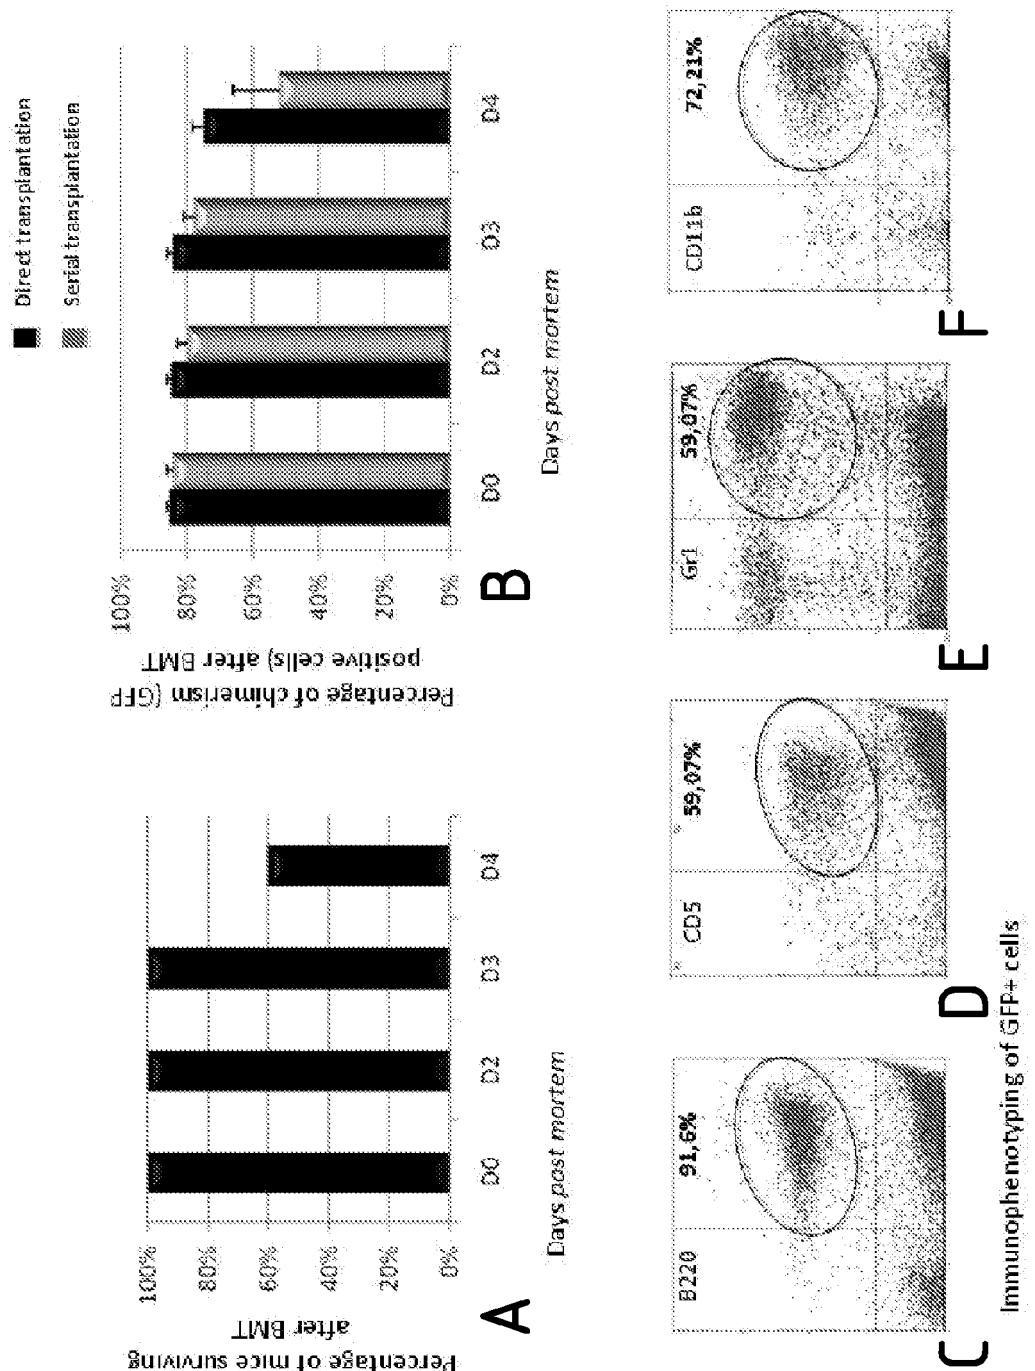 Percentage of mice surviving
after BMT
100%
80%
60%
40%
20%
0%
D0
D2
D3
D4
Days post mortem
A
Direct transplantation
Serial transplantation
Percentage of chimerism (GFP
positive cells) after BMT
100%
80%
60%
40%
20%
0%
D0
D2
D3
D4
Days post mortem
B
B220
91,6%
C
CD5
59,07%
D
Gr1
59,07%
E
CD11b
72,21%
F
Immunophenotyping of GFP+ cells